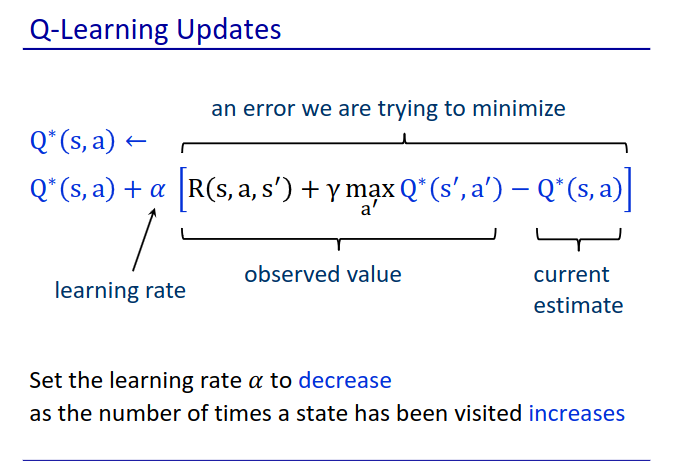 Q-Learning Updates
an error we are trying to minimize
Q*(s, a) ←
Q*(s, a) + α [R(s, a, s′) + γ max Q*(s′, a′) − Q*(s, a)]
a′
observed value
current
estimate
learning rate
Set the learning rate α to decrease
as the number of times a state has been visited increases